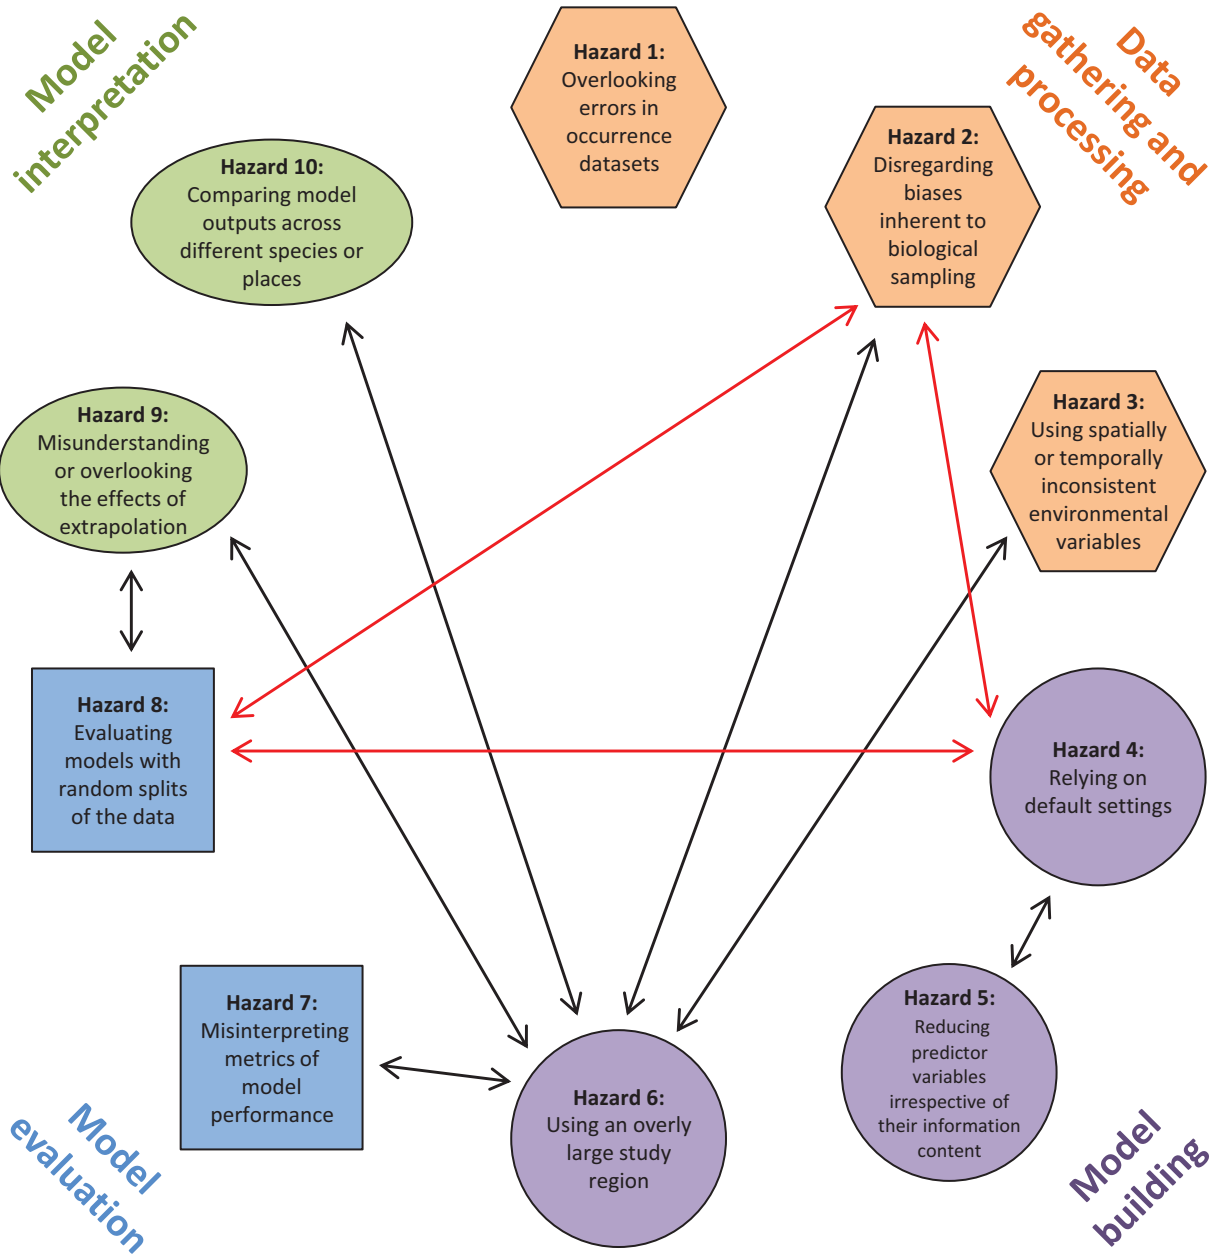 Model
interpretation
Data
gathering and
processing
Hazard 1:
Overlooking
errors in
occurrence
datasets
Hazard 2:
Disregarding
biases
inherent to
biological
sampling
Hazard 3:
Using spatially
or temporally
inconsistent
environmental
variables
Hazard 4:
Relying on
default settings
Hazard 5:
Reducing
predictor
variables
irrespective of
their information
content
Hazard 6:
Using an overly
large study
region
Hazard 7:
Misinterpreting
metrics of
model
performance
Hazard 8:
Evaluating
models with
random splits
of the data
Hazard 9:
Misunderstanding
or overlooking
the effects of
extrapolation
Hazard 10:
Comparing model
outputs across
different species or
places
Model
evaluation
Model
building